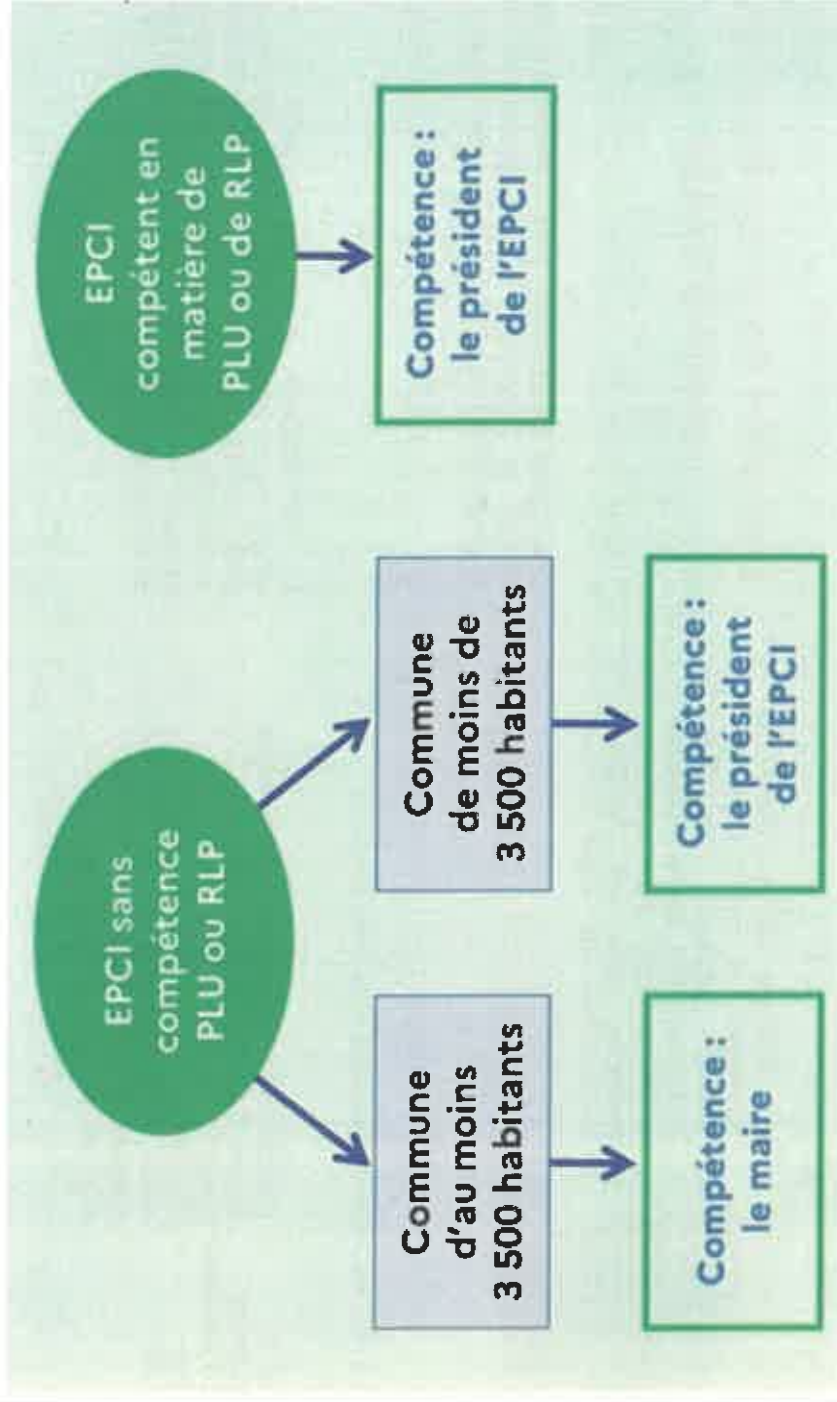 EPCI sans
compétence
PLU ou RLP
EPCI
compétent en
matière de
PLU ou de RLP
Commune
d'au moins
3 500 habitants
Commune
de moins de
3 500 habitants
Compétence :
le président
de l'EPCI
Compétence :
le maire
Compétence :
le président
de l'EPCI